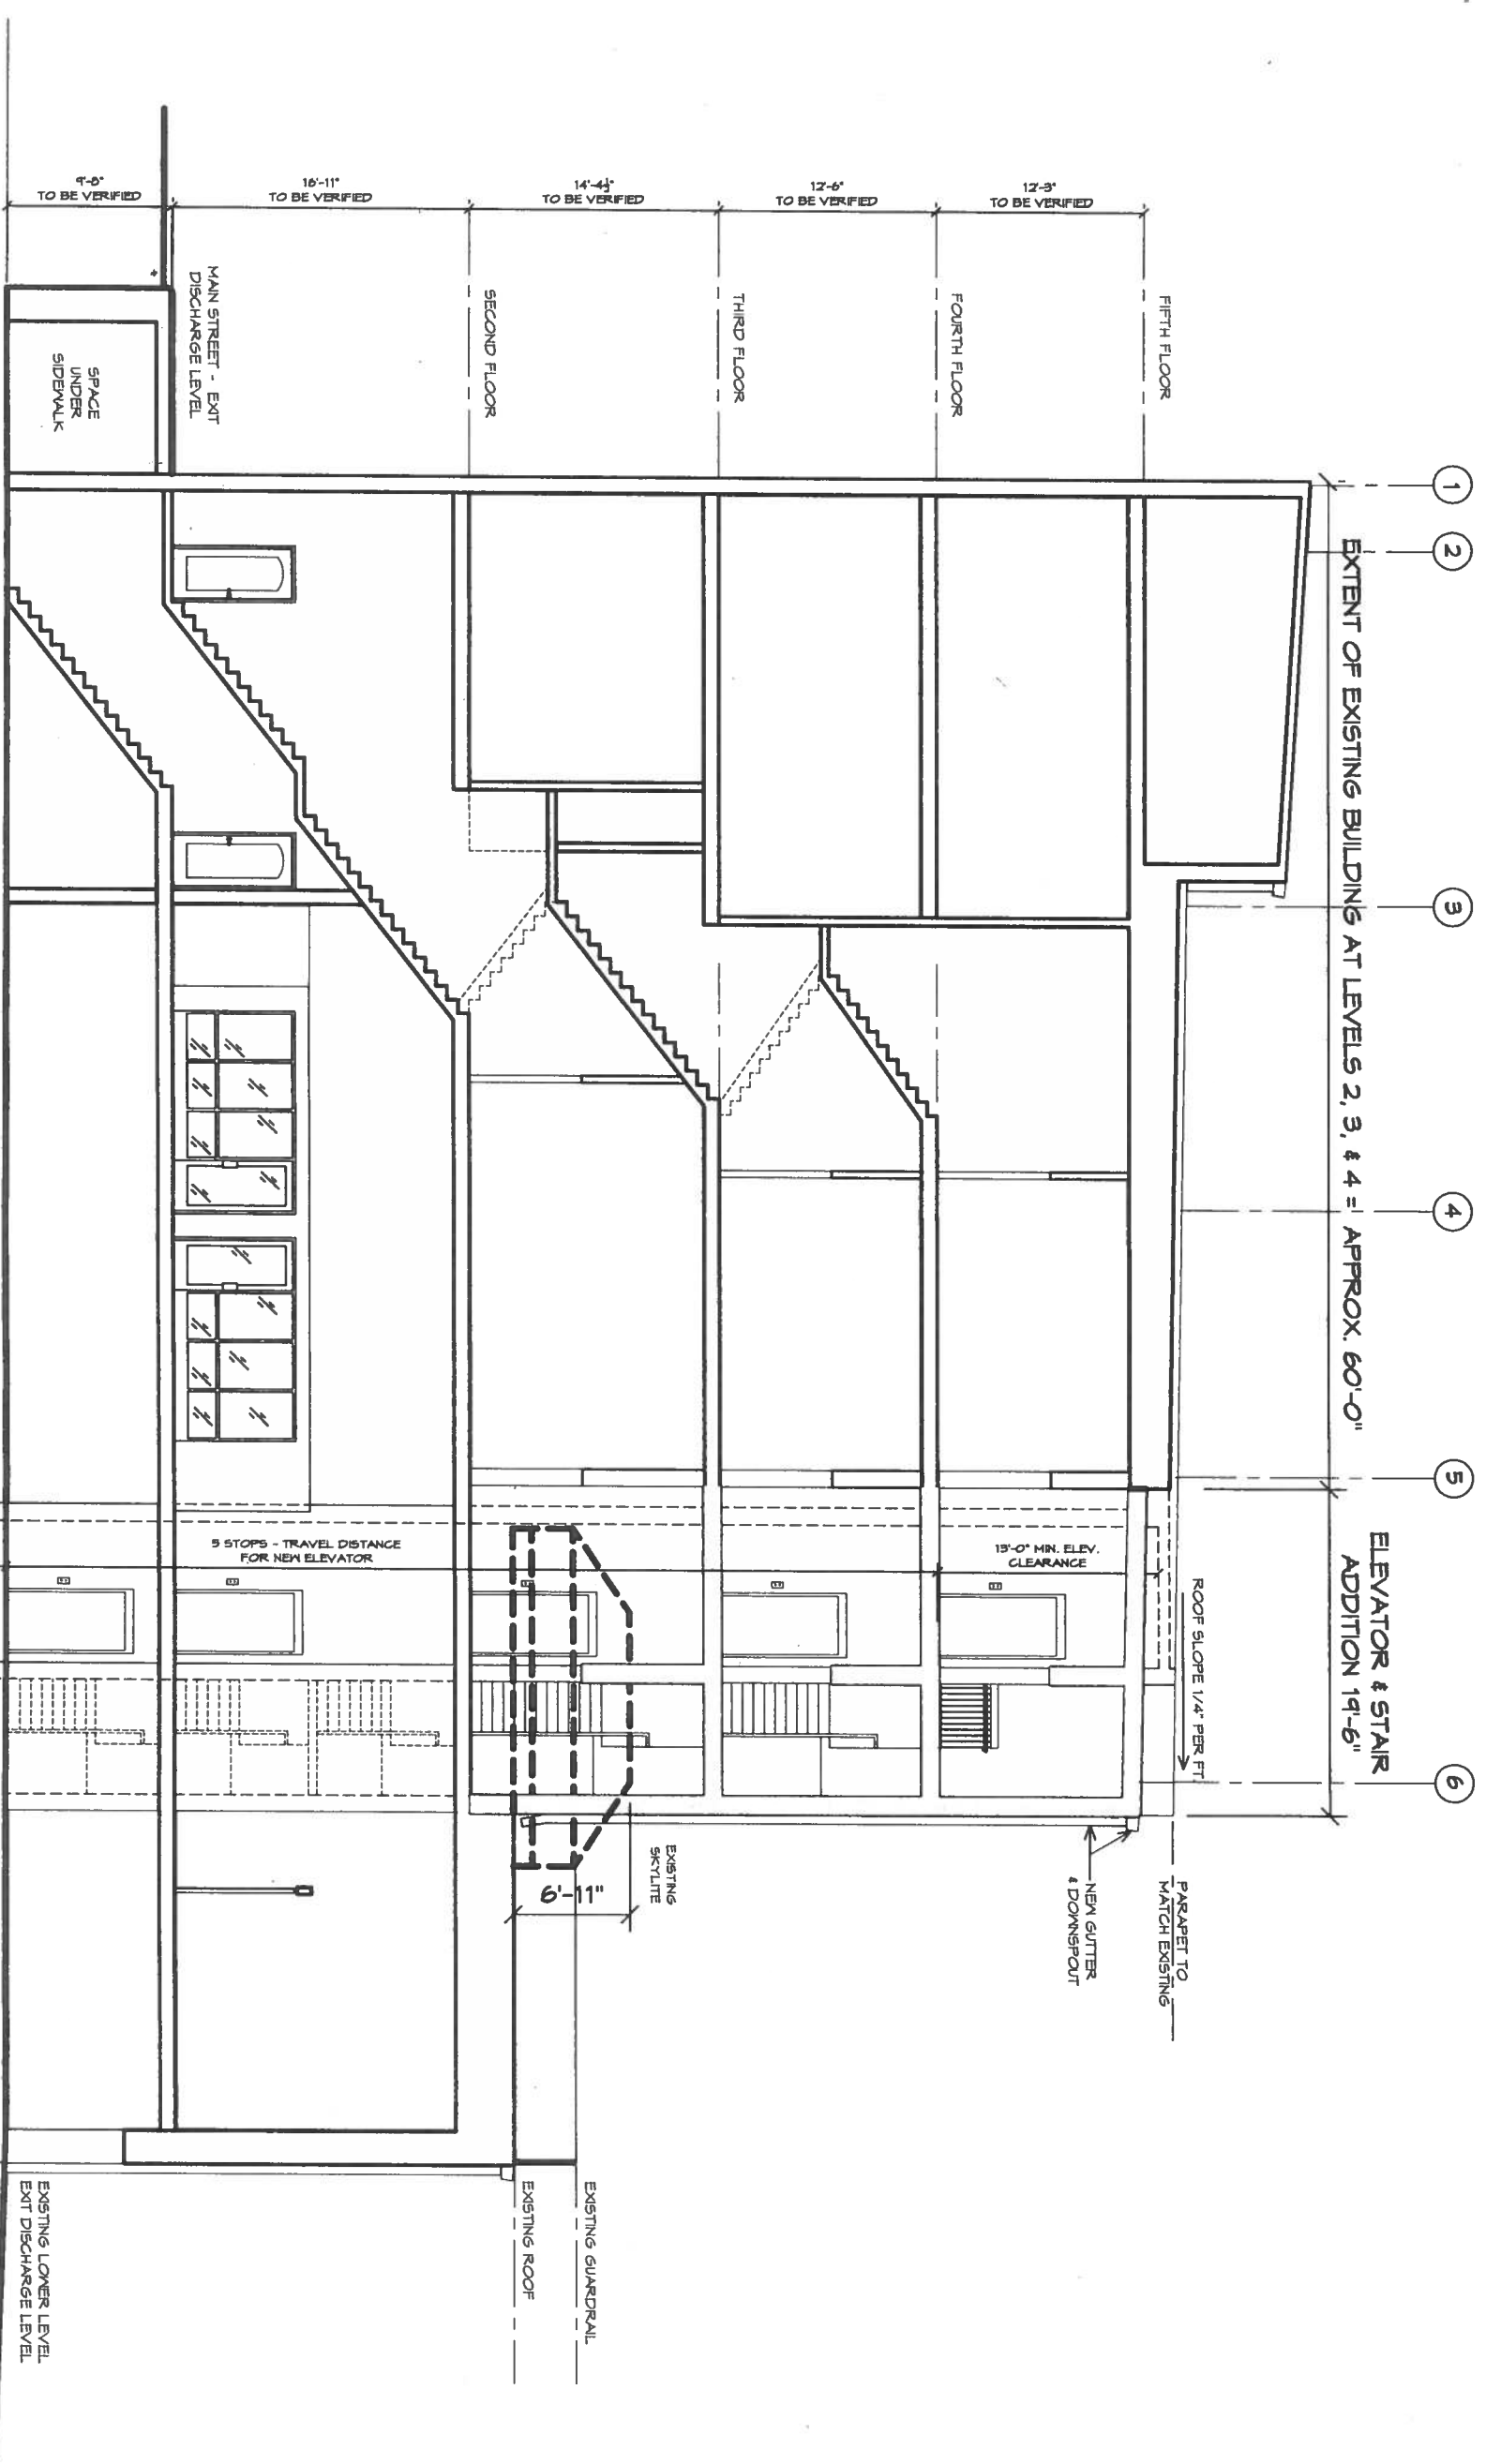 1
2
3
4
5
6
EXTENT OF EXISTING BUILDING AT LEVELS 2, 3, & 4 = APPROX. 60'-0"
ELEVATOR & STAIR
ADDITION 19'-6"
ROOF SLOPE 1/4" PER FT
PARAPET TO
MATCH EXISTING
NEW GUTTER
& DOWNSPOUT
FIFTH FLOOR
12'-3"
TO BE VERIFIED
13'-0" MIN. ELEV.
CLEARANCE
FOURTH FLOOR
12'-6"
TO BE VERIFIED
THIRD FLOOR
14'-4½"
TO BE VERIFIED
EXISTING
SKYLITE
6'-11"
EXISTING GUARDRAIL
EXISTING ROOF
SECOND FLOOR
16'-11"
TO BE VERIFIED
5 STOPS - TRAVEL DISTANCE
FOR NEW ELEVATOR
MAIN STREET - EXIT
DISCHARGE LEVEL
9'-8"
TO BE VERIFIED
SPACE
UNDER
SIDEWALK
EXISTING LOWER LEVEL
EXIT DISCHARGE LEVEL